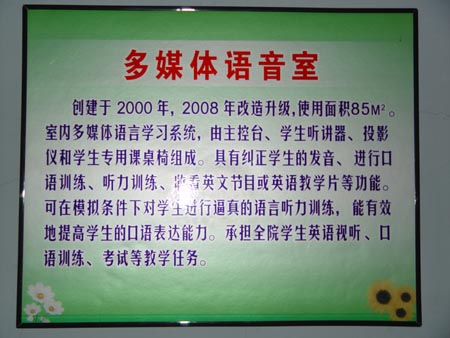 多媒体语音室
创建于 2000 年，2008 年改造升级，使用面积85M²。
室内多媒体语言学习系统，由主控台、学生听讲器、投影
仪和学生专用课桌椅组成。具有纠正学生的发音、进行口
语训练、听力训练、收看英文节目或英语教学片等功能。
可在模拟条件下对学生进行逼真的语言听力训练，能有效
地提高学生的口语表达能力。承担全院学生英语视听、口
语训练、考试等教学任务。